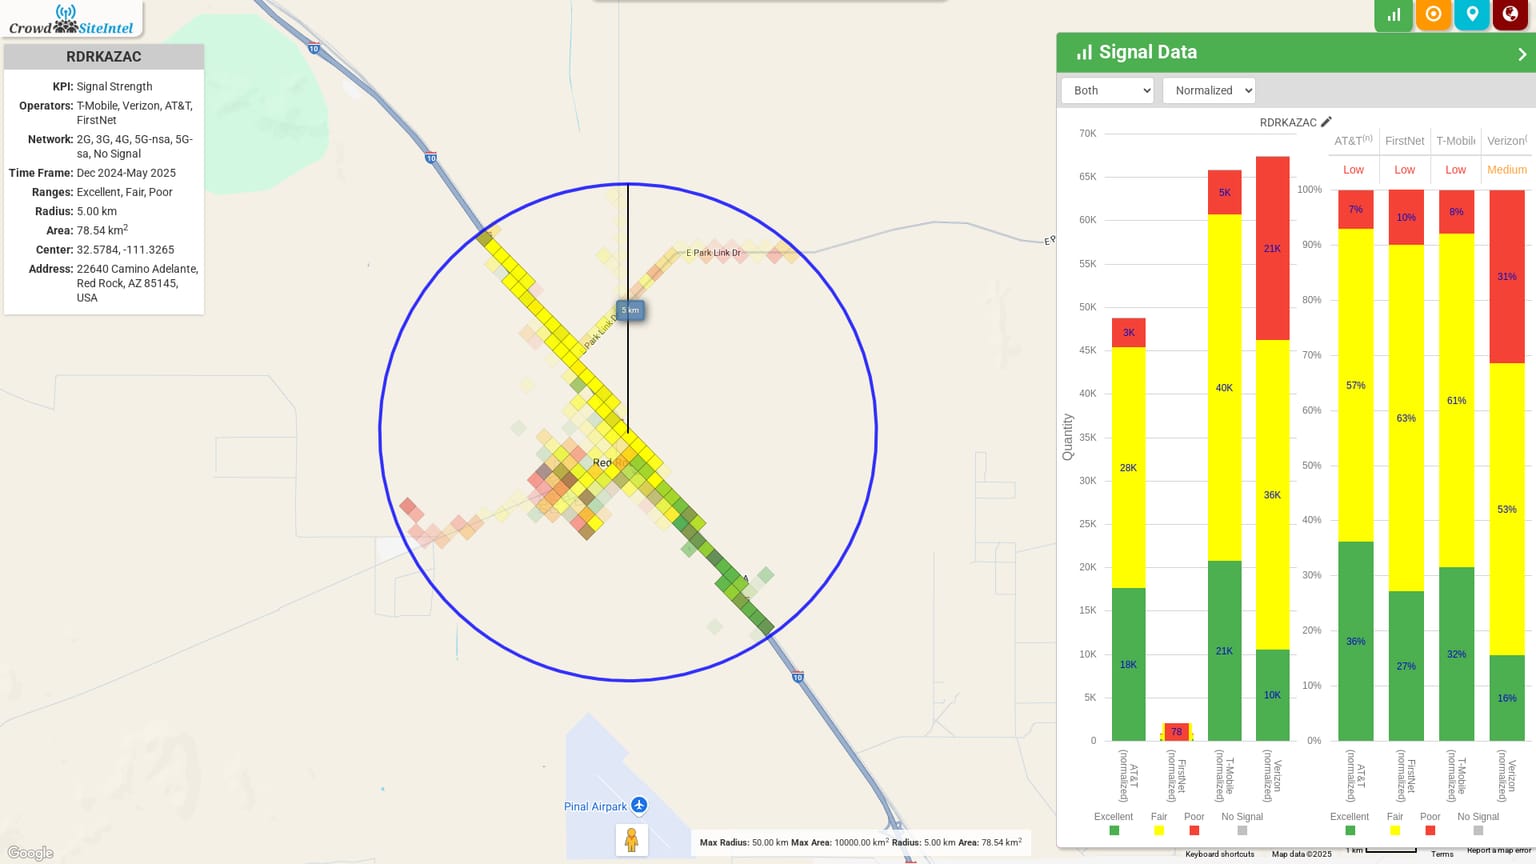 Crowd SiteIntel
RDRKAZAC
KPI: Signal Strength
Operators: T-Mobile, Verizon, AT&T,
FirstNet
Network: 2G, 3G, 4G, 5G-nsa, 5G-
sa, No Signal
Time Frame: Dec 2024-May 2025
Ranges: Excellent, Fair, Poor
Radius: 5.00 km
Area: 78.54 km2
Center: 32.5784, -111.3265
Address: 22640 Camino Adelante,
Red Rock, AZ 85145,
USA
10
10
E Park Link Dr
E P
5 km
Park Link D
Red Ro
10
Pinal Airpark
Google
Max Radius: 50.00 km Max Area: 10000.00 km2 Radius: 5.00 km Area: 78.54 km2
Signal Data
Both
Normalized
RDRKAZAC
70K
65K
60K
55K
50K
45K
40K
35K
30K
25K
20K
15K
10K
5K
0
Quantity
3K
28K
18K
78
5K
40K
21K
21K
36K
10K
AT&T (normalized)
FirstNet (normalized)
T-Mobile (normalized)
Verizon (normalized)
Excellent
Fair
Poor
No Signal
AT&T(n)
FirstNet
T-Mobile
Verizon(
Low
Low
Low
Medium
100%
90%
80%
70%
60%
50%
40%
30%
20%
10%
0%
7%
57%
36%
10%
63%
27%
8%
61%
32%
31%
53%
16%
AT&T (normalized)
FirstNet (normalized)
T-Mobile (normalized)
Verizon (normalized)
Excellent
Fair
Poor
No Signal
Keyboard shortcuts
Map data ©2025
1 km
Terms
Report a map error